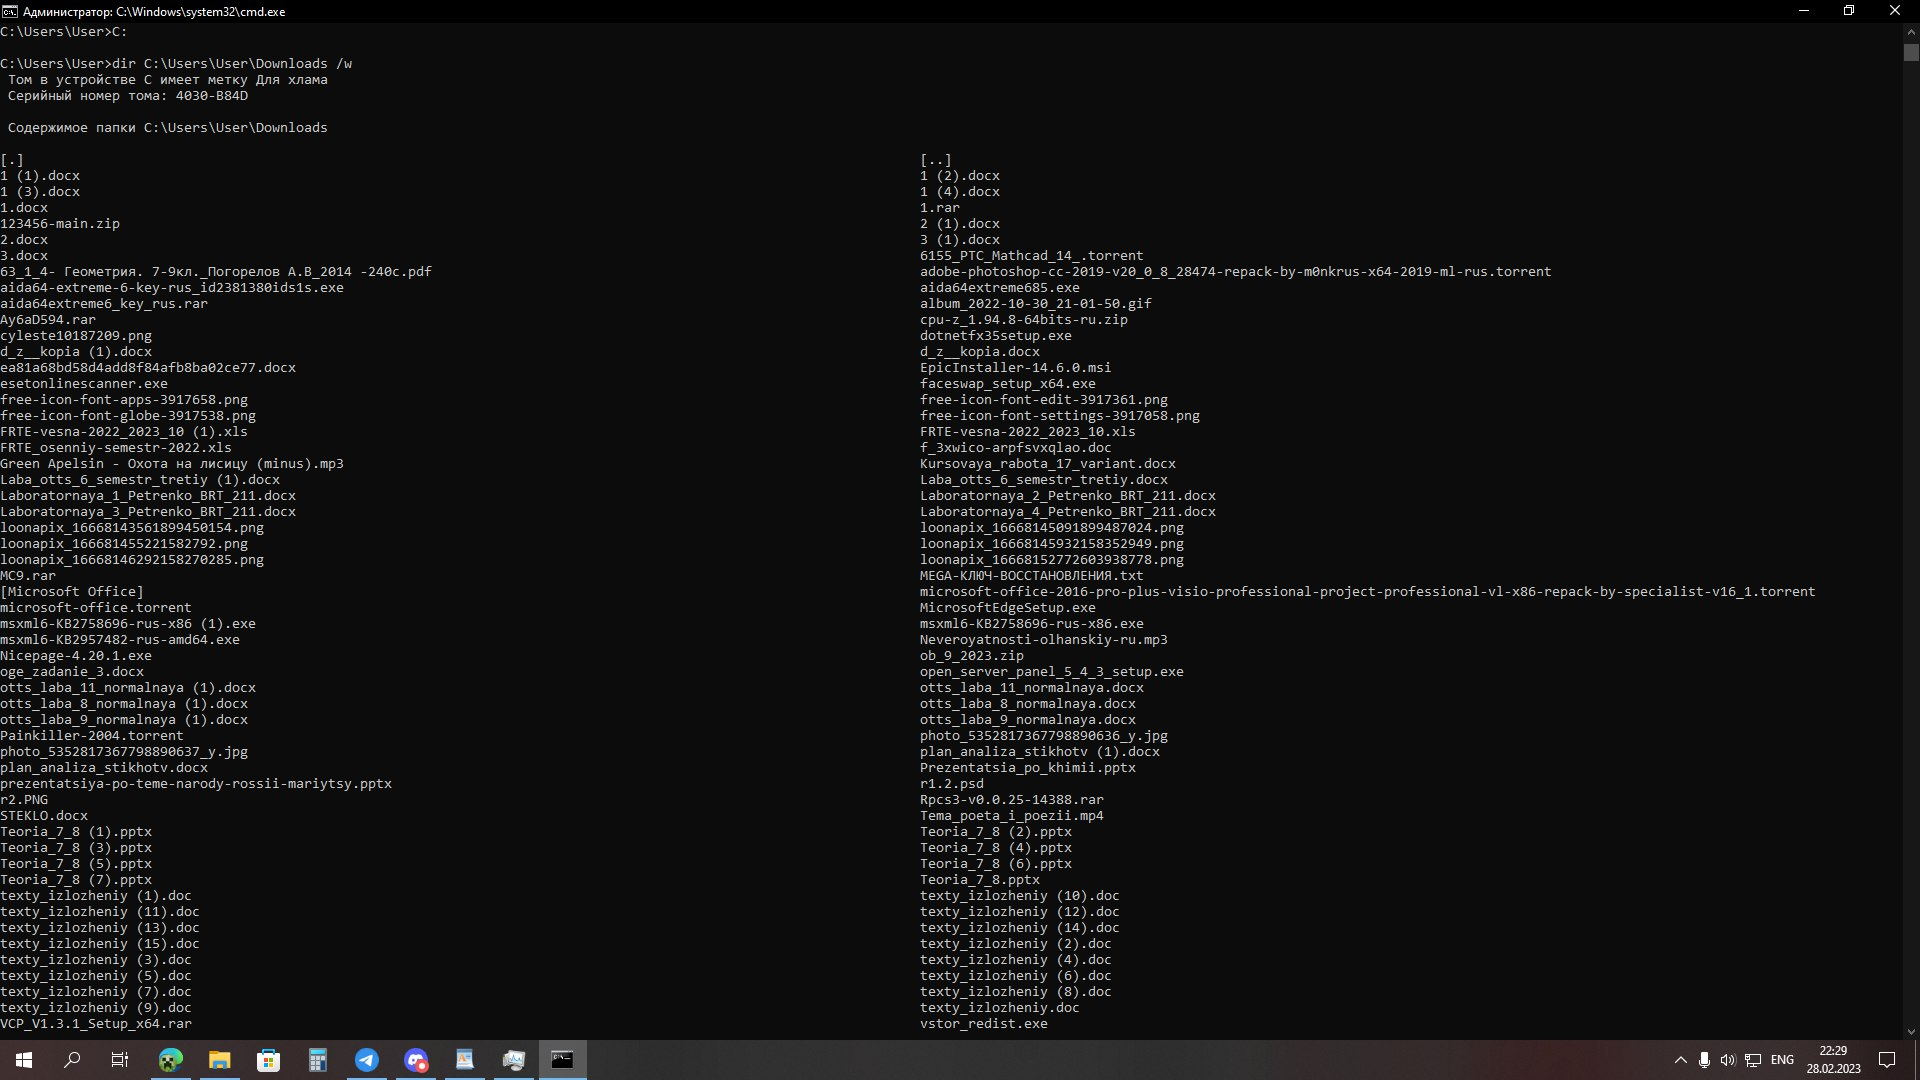 Администратор: C:\Windows\system32\cmd.exe
C:\Users\User>C:
C:\Users\User>dir C:\Users\User\Downloads /w
Том в устройстве C имеет метку Для хлама
Серийный номер тома: 4030-B84D
Содержимое папки C:\Users\User\Downloads
[.] [..]
1 (1).docx 1 (2).docx
1 (3).docx 1 (4).docx
1.docx 1.rar
123456-main.zip 2 (1).docx
2.docx 3 (1).docx
3.docx 6155_PTC_Mathcad_14_.torrent
63_1_4- Геометрия. 7-9кл._Погорелов А.В_2014 -240с.pdf adobe-photoshop-cc-2019-v20_0_8_28474-repack-by-m0nkrus-x64-2019-ml-rus.torrent
aida64-extreme-6-key-rus_id2381380ids1s.exe aida64extreme685.exe
aida64extreme6_key_rus.rar album_2022-10-30_21-01-50.gif
Ay6aD594.rar cpu-z_1.94.8-64bits-ru.zip
cyleste10187209.png dotnetfx35setup.exe
d_z__kopia (1).docx d_z__kopia.docx
ea81a68bd58d4add8f84afb8ba02ce77.docx EpicInstaller-14.6.0.msi
esetonlinescanner.exe faceswap_setup_x64.exe
free-icon-font-apps-3917658.png free-icon-font-edit-3917361.png
free-icon-font-globe-3917538.png free-icon-font-settings-3917058.png
FRTE-vesna-2022_2023_10 (1).xls FRTE-vesna-2022_2023_10.xls
FRTE_osenniy-semestr-2022.xls f_3xwico-arpfsvxqlao.doc
Green Apelsin - Охота на лисицу (minus).mp3 Kursovaya_rabota_17_variant.docx
Laba_otts_6_semestr_tretiy (1).docx Laba_otts_6_semestr_tretiy.docx
Laboratornaya_1_Petrenko_BRT_211.docx Laboratornaya_2_Petrenko_BRT_211.docx
Laboratornaya_3_Petrenko_BRT_211.docx Laboratornaya_4_Petrenko_BRT_211.docx
loonapix_16668143561899450154.png loonapix_16668145091899487024.png
loonapix_166681455221582792.png loonapix_16668145932158352949.png
loonapix_16668146292158270285.png loonapix_16668152772603938778.png
MC9.rar MEGA-КЛЮЧ-ВОССТАНОВЛЕНИЯ.txt
[Microsoft Office] microsoft-office-2016-pro-plus-visio-professional-project-professional-vl-x86-repack-by-specialist-v16_1.torrent
microsoft-office.torrent MicrosoftEdgeSetup.exe
msxml6-KB2758696-rus-x86 (1).exe msxml6-KB2758696-rus-x86.exe
msxml6-KB2957482-rus-amd64.exe Neveroyatnosti-olhanskiy-ru.mp3
Nicepage-4.20.1.exe ob_9_2023.zip
oge_zadanie_3.docx open_server_panel_5_4_3_setup.exe
otts_laba_11_normalnaya (1).docx otts_laba_11_normalnaya.docx
otts_laba_8_normalnaya (1).docx otts_laba_8_normalnaya.docx
otts_laba_9_normalnaya (1).docx otts_laba_9_normalnaya.docx
Painkiller-2004.torrent photo_5352817367798890636_y.jpg
photo_5352817367798890637_y.jpg plan_analiza_stikhotv (1).docx
plan_analiza_stikhotv.docx Prezentatsia_po_khimii.pptx
prezentatsiya-po-teme-narody-rossii-mariytsy.pptx r1.2.psd
r2.PNG Rpcs3-v0.0.25-14388.rar
STEKLO.docx Tema_poeta_i_poezii.mp4
Teoria_7_8 (1).pptx Teoria_7_8 (2).pptx
Teoria_7_8 (3).pptx Teoria_7_8 (4).pptx
Teoria_7_8 (5).pptx Teoria_7_8 (6).pptx
Teoria_7_8 (7).pptx Teoria_7_8.pptx
texty_izlozheniy (1).doc texty_izlozheniy (10).doc
texty_izlozheniy (11).doc texty_izlozheniy (12).doc
texty_izlozheniy (13).doc texty_izlozheniy (14).doc
texty_izlozheniy (15).doc texty_izlozheniy (2).doc
texty_izlozheniy (3).doc texty_izlozheniy (4).doc
texty_izlozheniy (5).doc texty_izlozheniy (6).doc
texty_izlozheniy (7).doc texty_izlozheniy (8).doc
texty_izlozheniy (9).doc texty_izlozheniy.doc
VCP_V1.3.1_Setup_x64.rar vstor_redist.exe
ENG
22:29
28.02.2023